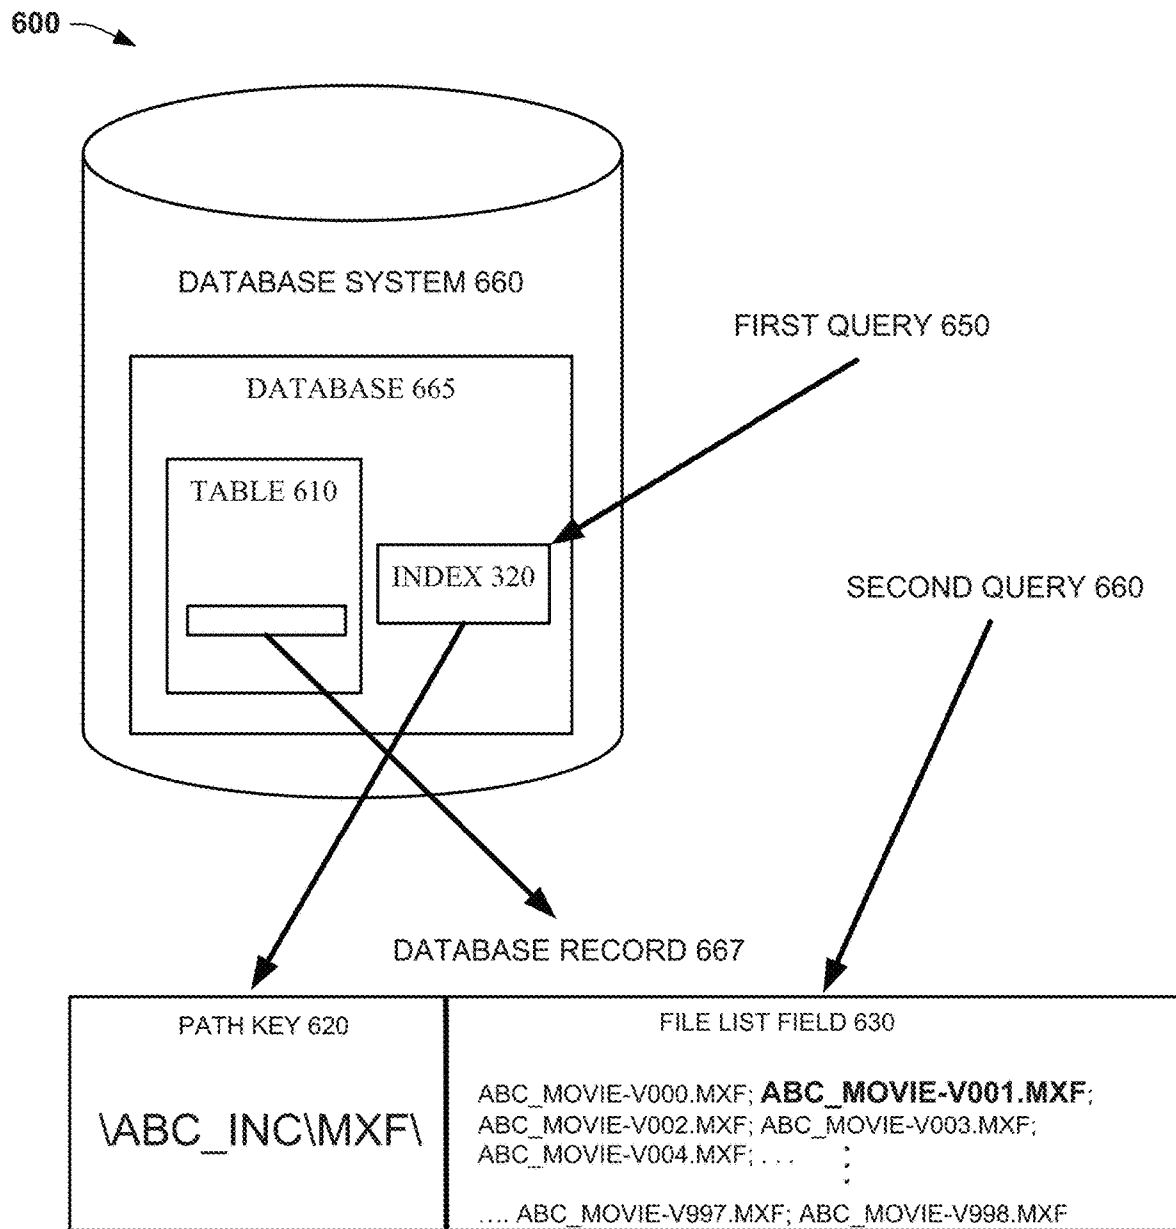 600
DATABASE SYSTEM 660
FIRST QUERY 650
DATABASE 665
TABLE 610
INDEX 320
SECOND QUERY 660
DATABASE RECORD 667
PATH KEY 620
\ABC_INC\MXF\
FILE LIST FIELD 630
ABC_MOVIE-V000.MXF; ABC_MOVIE-V001.MXF;
ABC_MOVIE-V002.MXF; ABC_MOVIE-V003.MXF;
ABC_MOVIE-V004.MXF; . . .
.... ABC_MOVIE-V997.MXF; ABC_MOVIE-V998.MXF